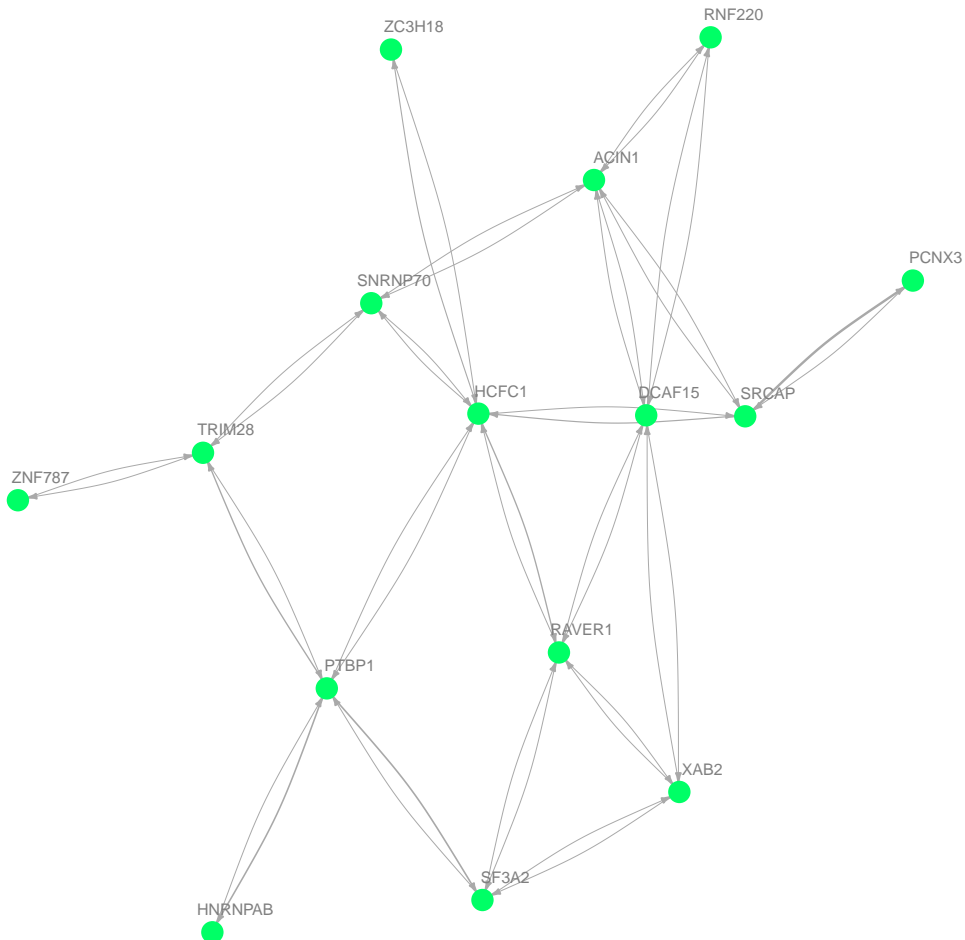 RNF220
ZC3H18
ACIN1
PCNX3
SNRNP70
HCFC1
DCAF15
SRCAP
TRIM28
ZNF787
RAVER1
PTBP1
XAB2
SF3A2
HNRNPAB